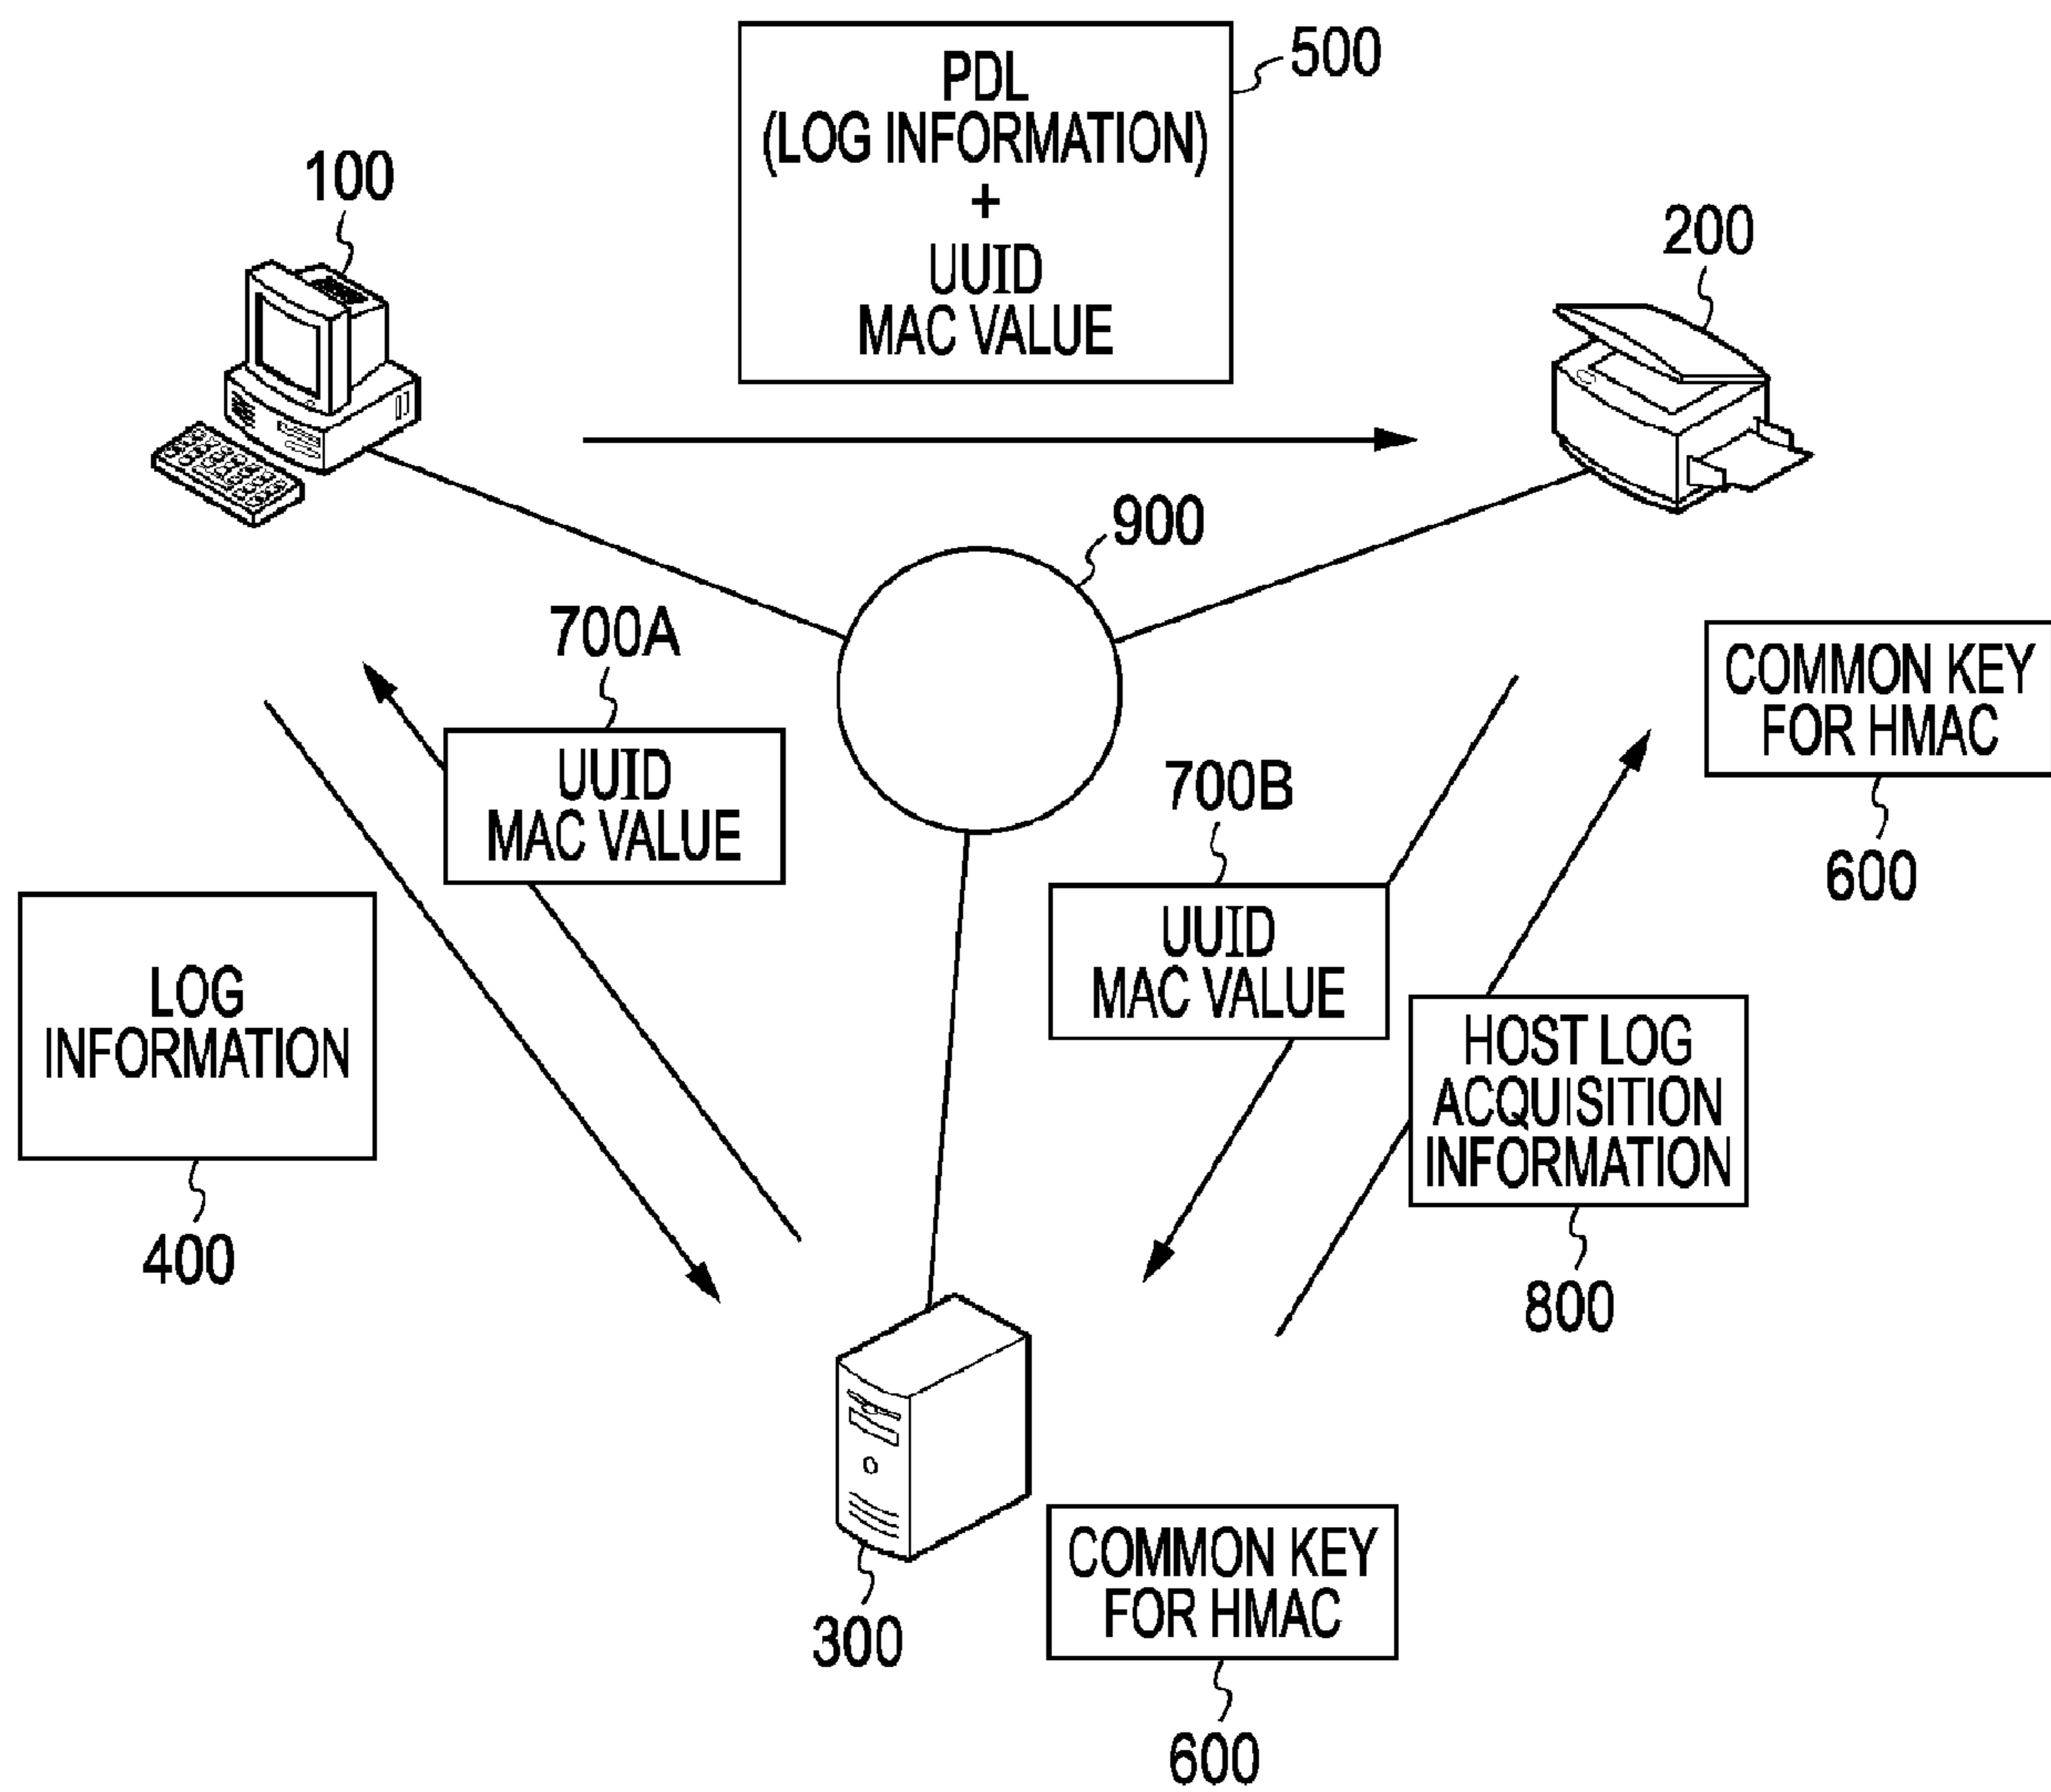 PDL
(LOG INFORMATION)
+
UUID
MAC VALUE
500
100
200
900
700A
UUID
MAC VALUE
COMMON KEY
FOR HMAC
600
700B
UUID
MAC VALUE
LOG
INFORMATION
400
HOST LOG
ACQUISITION
INFORMATION
800
300
COMMON KEY
FOR HMAC
600